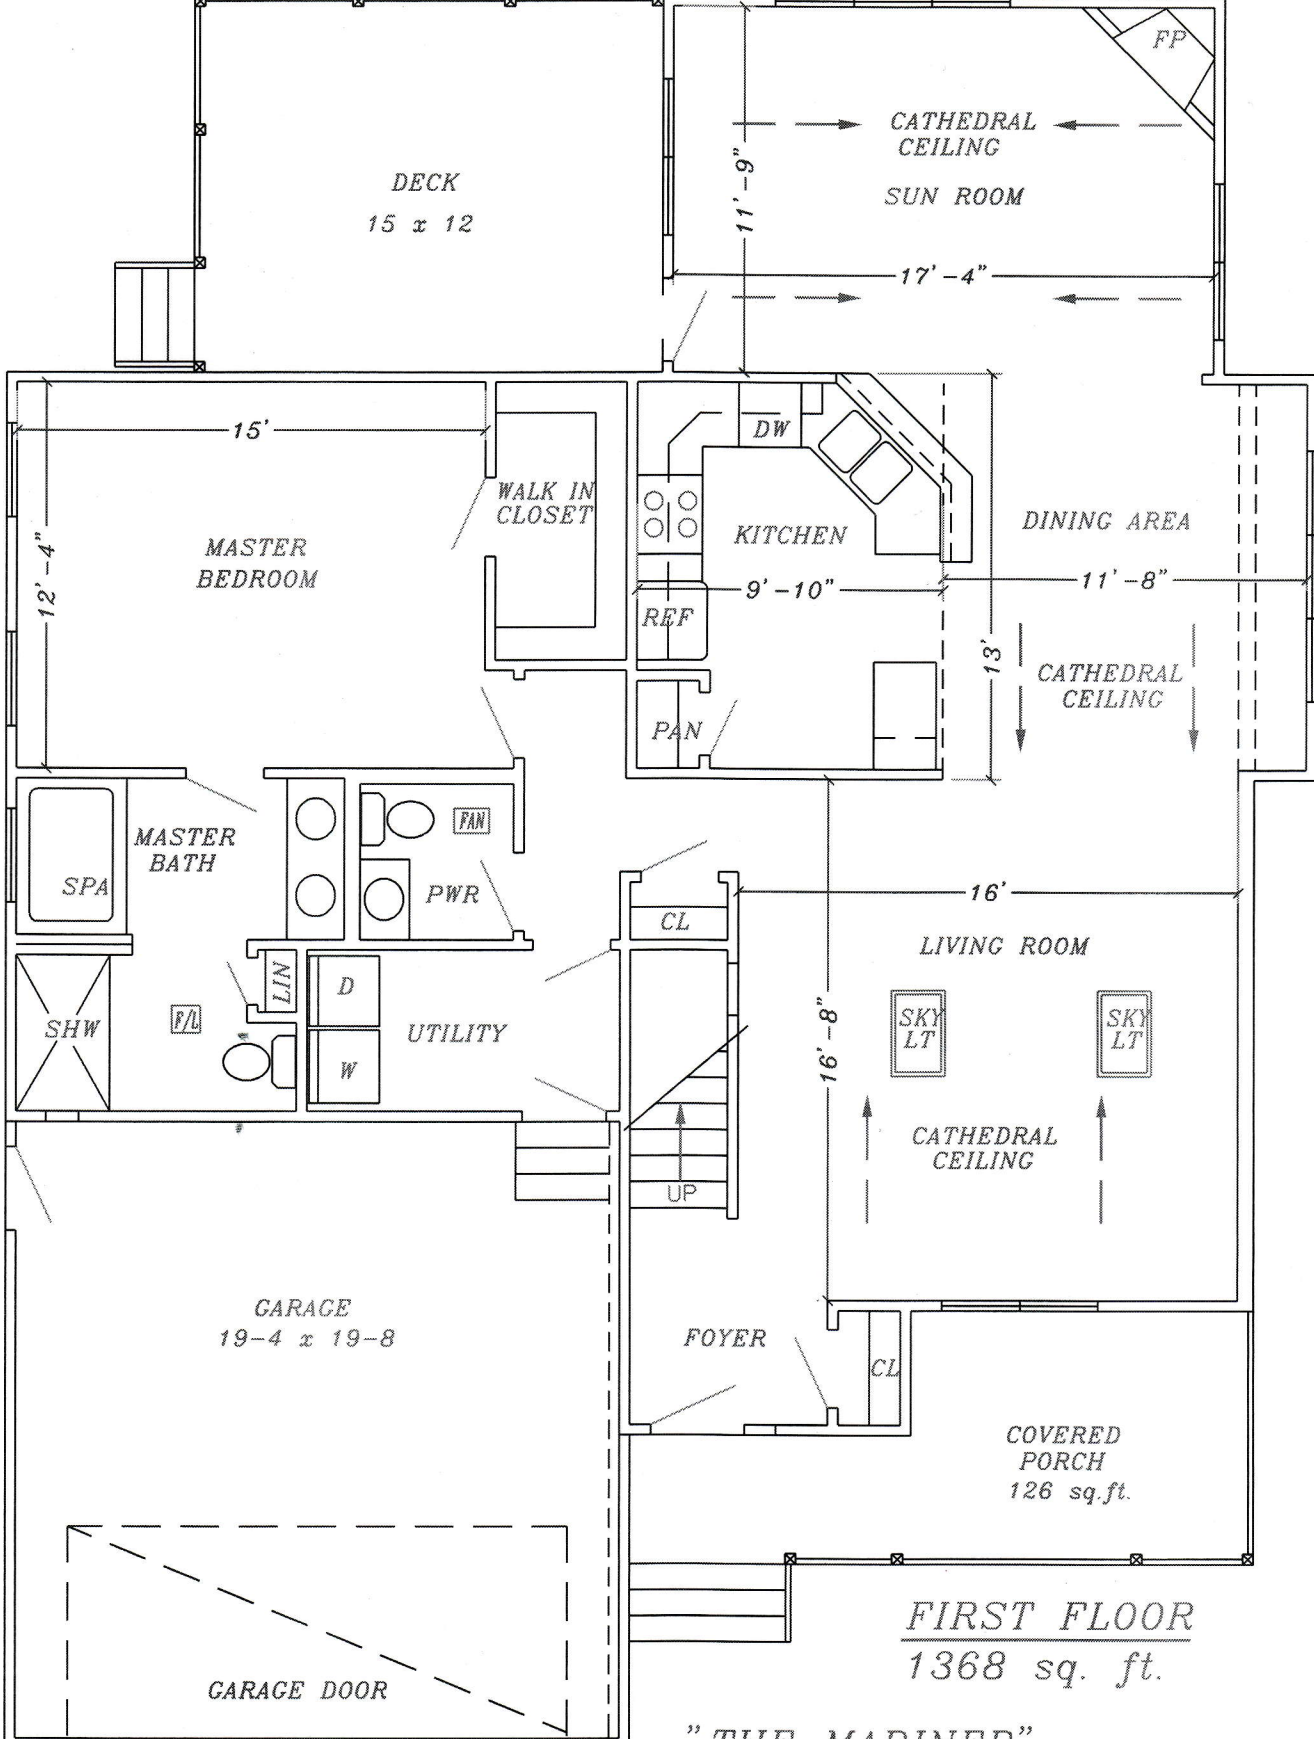 FP
CATHEDRAL
CEILING
SUN ROOM
11'-9"
17'-4"
DECK
15 x 12
15'
12'-4"
MASTER
BEDROOM
WALK IN
CLOSET
DW
KITCHEN
9'-10"
REF
PAN
DINING AREA
11'-8"
13'
CATHEDRAL
CEILING
MASTER
BATH
SPA
FAN
PWR
CL
16'
LIVING ROOM
16'-8"
SKY
LT
SKY
LT
CATHEDRAL
CEILING
LIN
D
W
UTILITY
SHW
F/L
UP
GARAGE
19-4 x 19-8
FOYER
CL
COVERED
PORCH
126 sq.ft.
GARAGE DOOR
FIRST FLOOR
1368 sq. ft.
"THE MARINER"